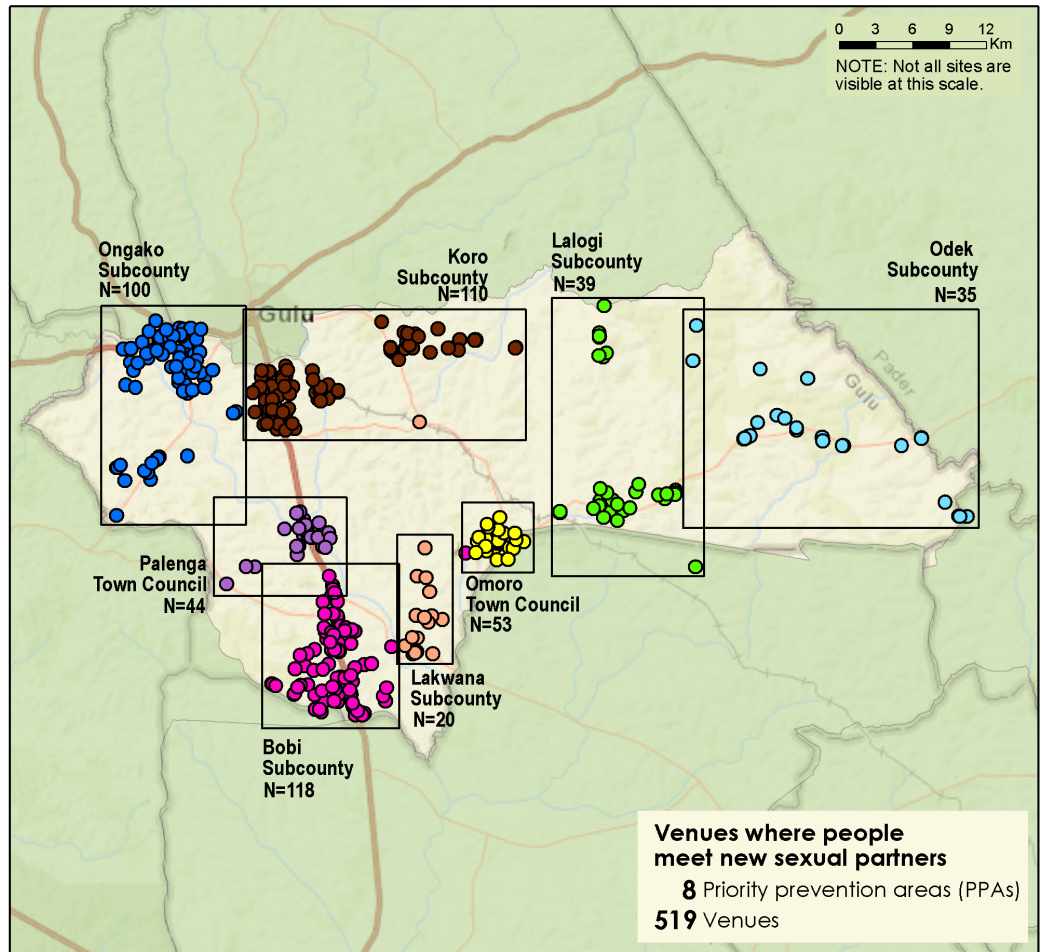 0 3 6 9 12
Km
NOTE: Not all sites are
visible at this scale.
Ongako
Subcounty
N=100
Koro
Subcounty
N=110
Lalogi
Subcounty
N=39
Odek
Subcounty
N=35
Gulu
Pader
Gulu
Palenga
Town Council
N=44
Omoro
Town Council
N=53
Lakwana
Subcounty
N=20
Bobi
Subcounty
N=118
Venues where people
meet new sexual partners
8 Priority prevention areas (PPAs)
519 Venues